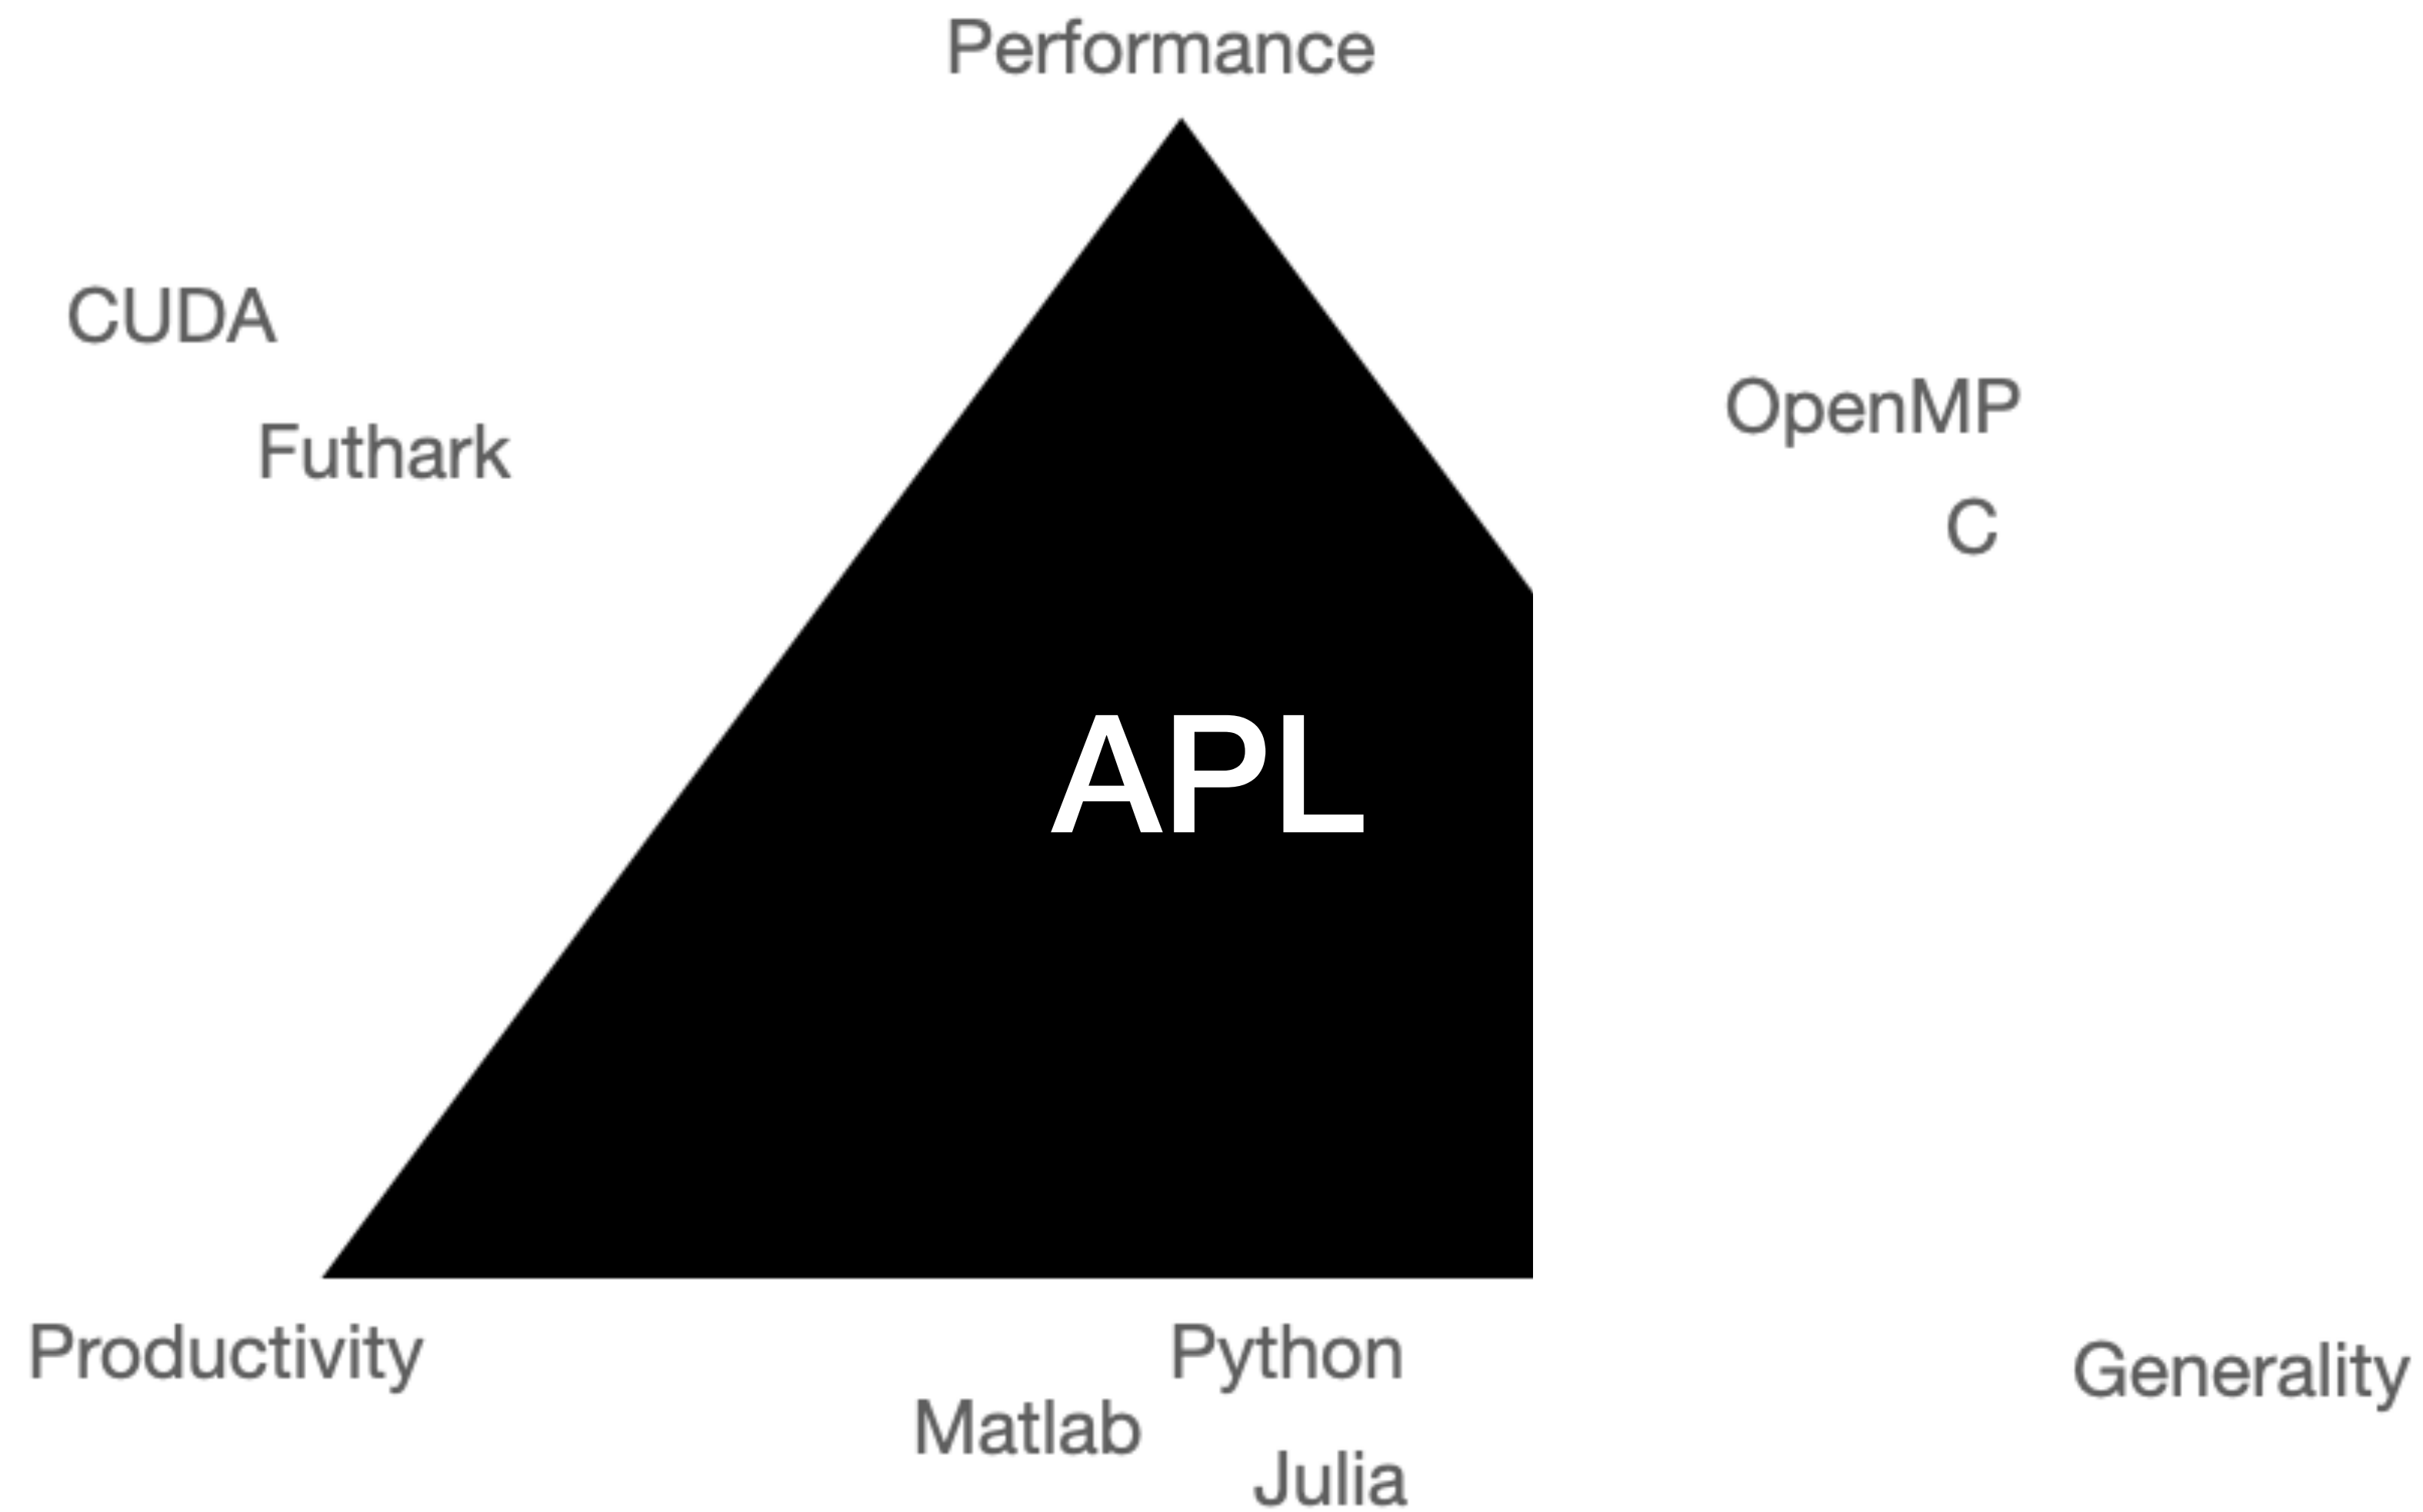 Performance
CUDA
Futhark
OpenMP
C
APL
Productivity
Python
Generality
Matlab
Julia